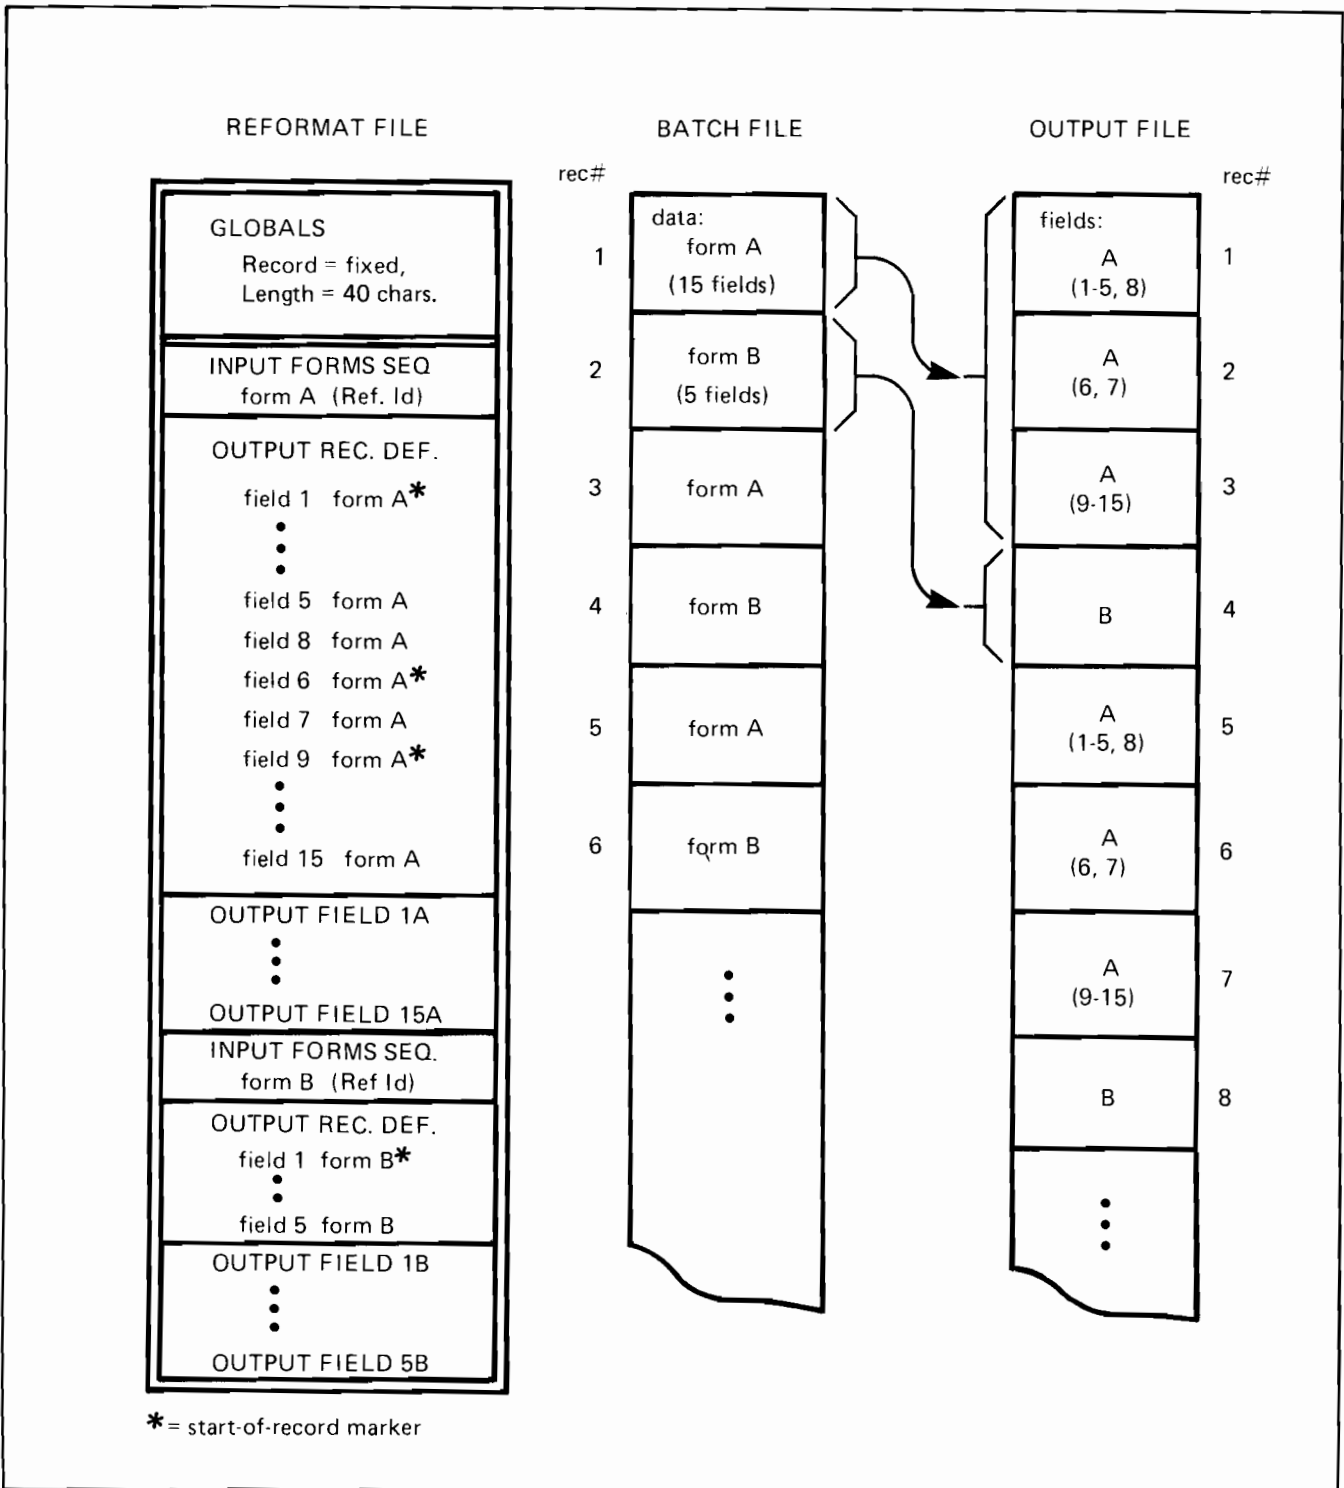 REFORMAT FILE
GLOBALS
Record = fixed,
Length = 40 chars.
INPUT FORMS SEQ
form A (Ref. Id)
OUTPUT REC. DEF.
field 1 form A*
field 5 form A
field 8 form A
field 6 form A*
field 7 form A
field 9 form A*
field 15 form A
OUTPUT FIELD 1A
OUTPUT FIELD 15A
INPUT FORMS SEQ.
form B (Ref Id)
OUTPUT REC. DEF.
field 1 form B*
field 5 form B
OUTPUT FIELD 1B
OUTPUT FIELD 5B
* = start-of-record marker
BATCH FILE
rec#
1
data:
form A
(15 fields)
2
form B
(5 fields)
3
form A
4
form B
5
form A
6
form B
OUTPUT FILE
rec#
fields:
A
(1-5, 8)
1
A
(6, 7)
2
A
(9-15)
3
B
4
A
(1-5, 8)
5
A
(6, 7)
6
A
(9-15)
7
B
8